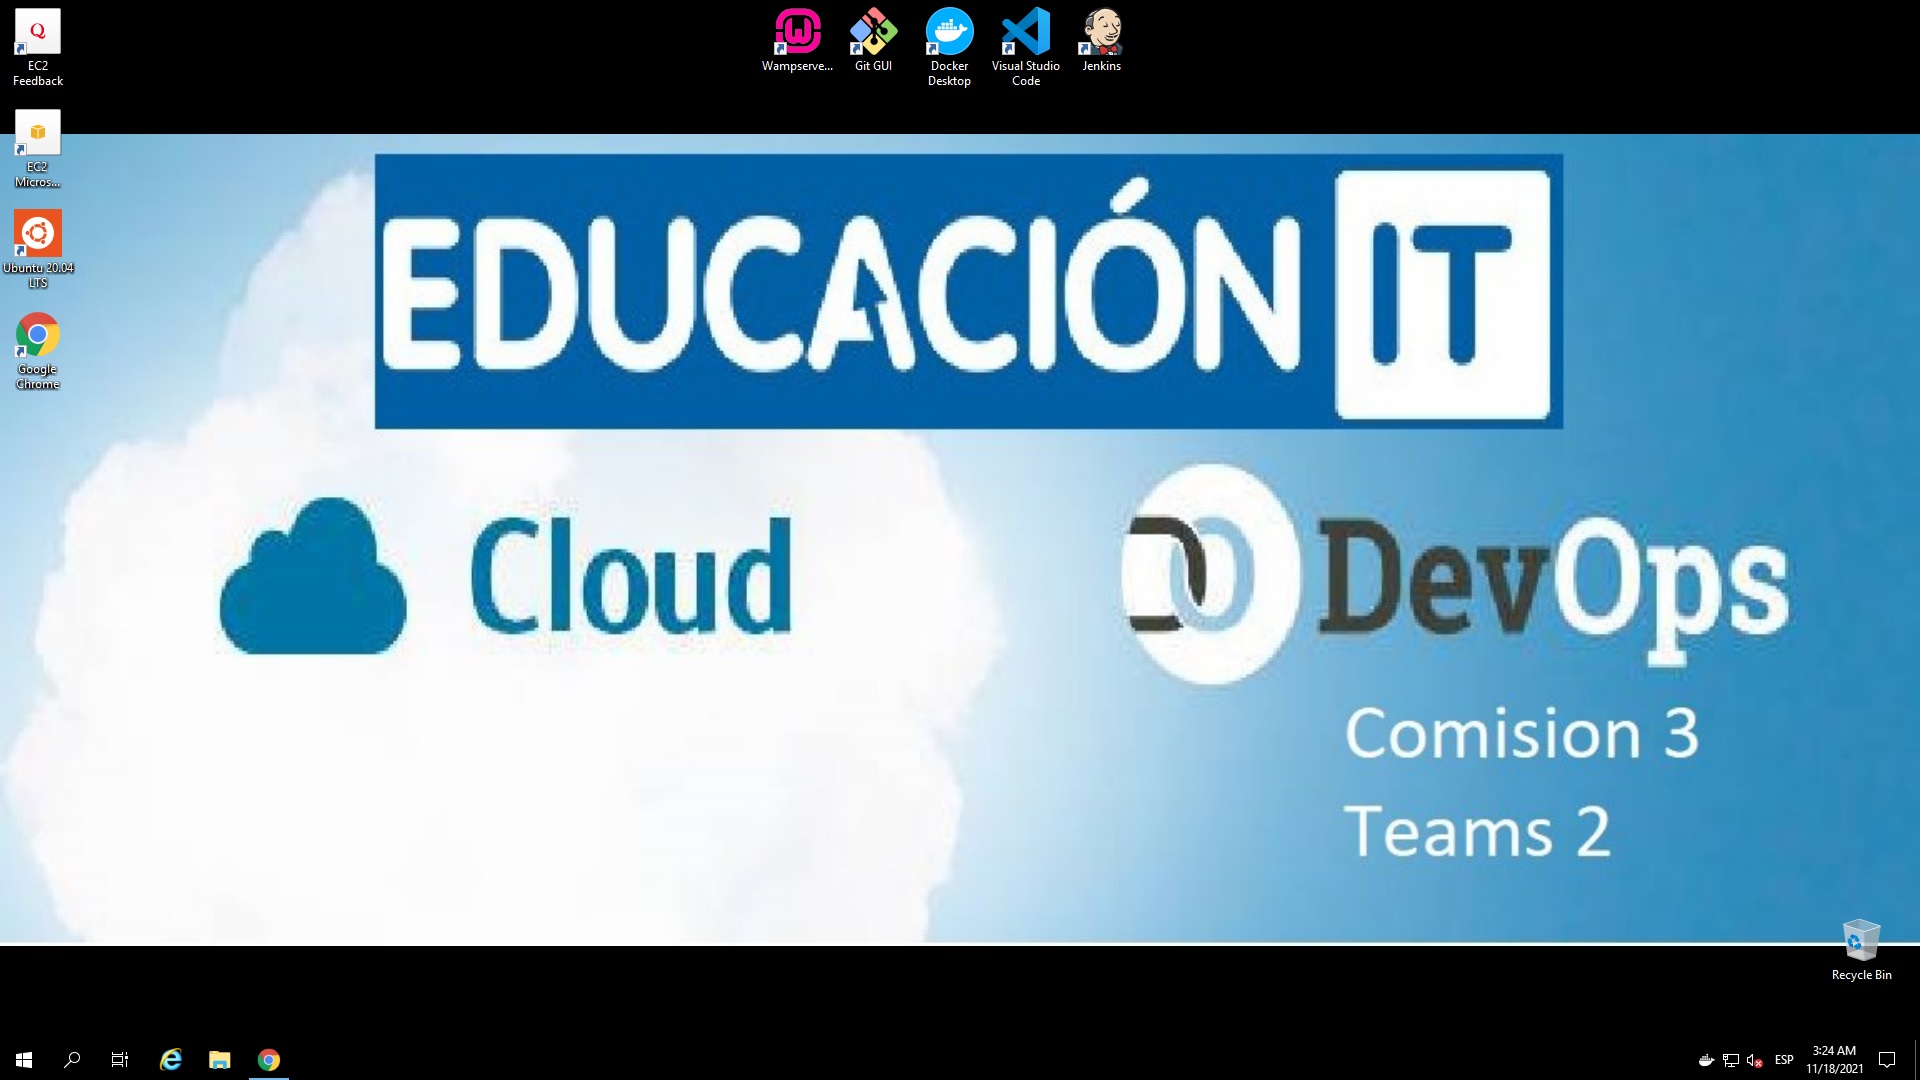 Q
EC2
Feedback
EC2
Micros...
Ubuntu 20.04
LTS
Google
Chrome
Wampserve...
Git GUI
Docker
Desktop
Visual Studio
Code
Jenkins
EDUCACIÓN IT
Cloud
DevOps
Comision 3
Teams 2
Recycle Bin
ESP
3:24 AM
11/18/2021